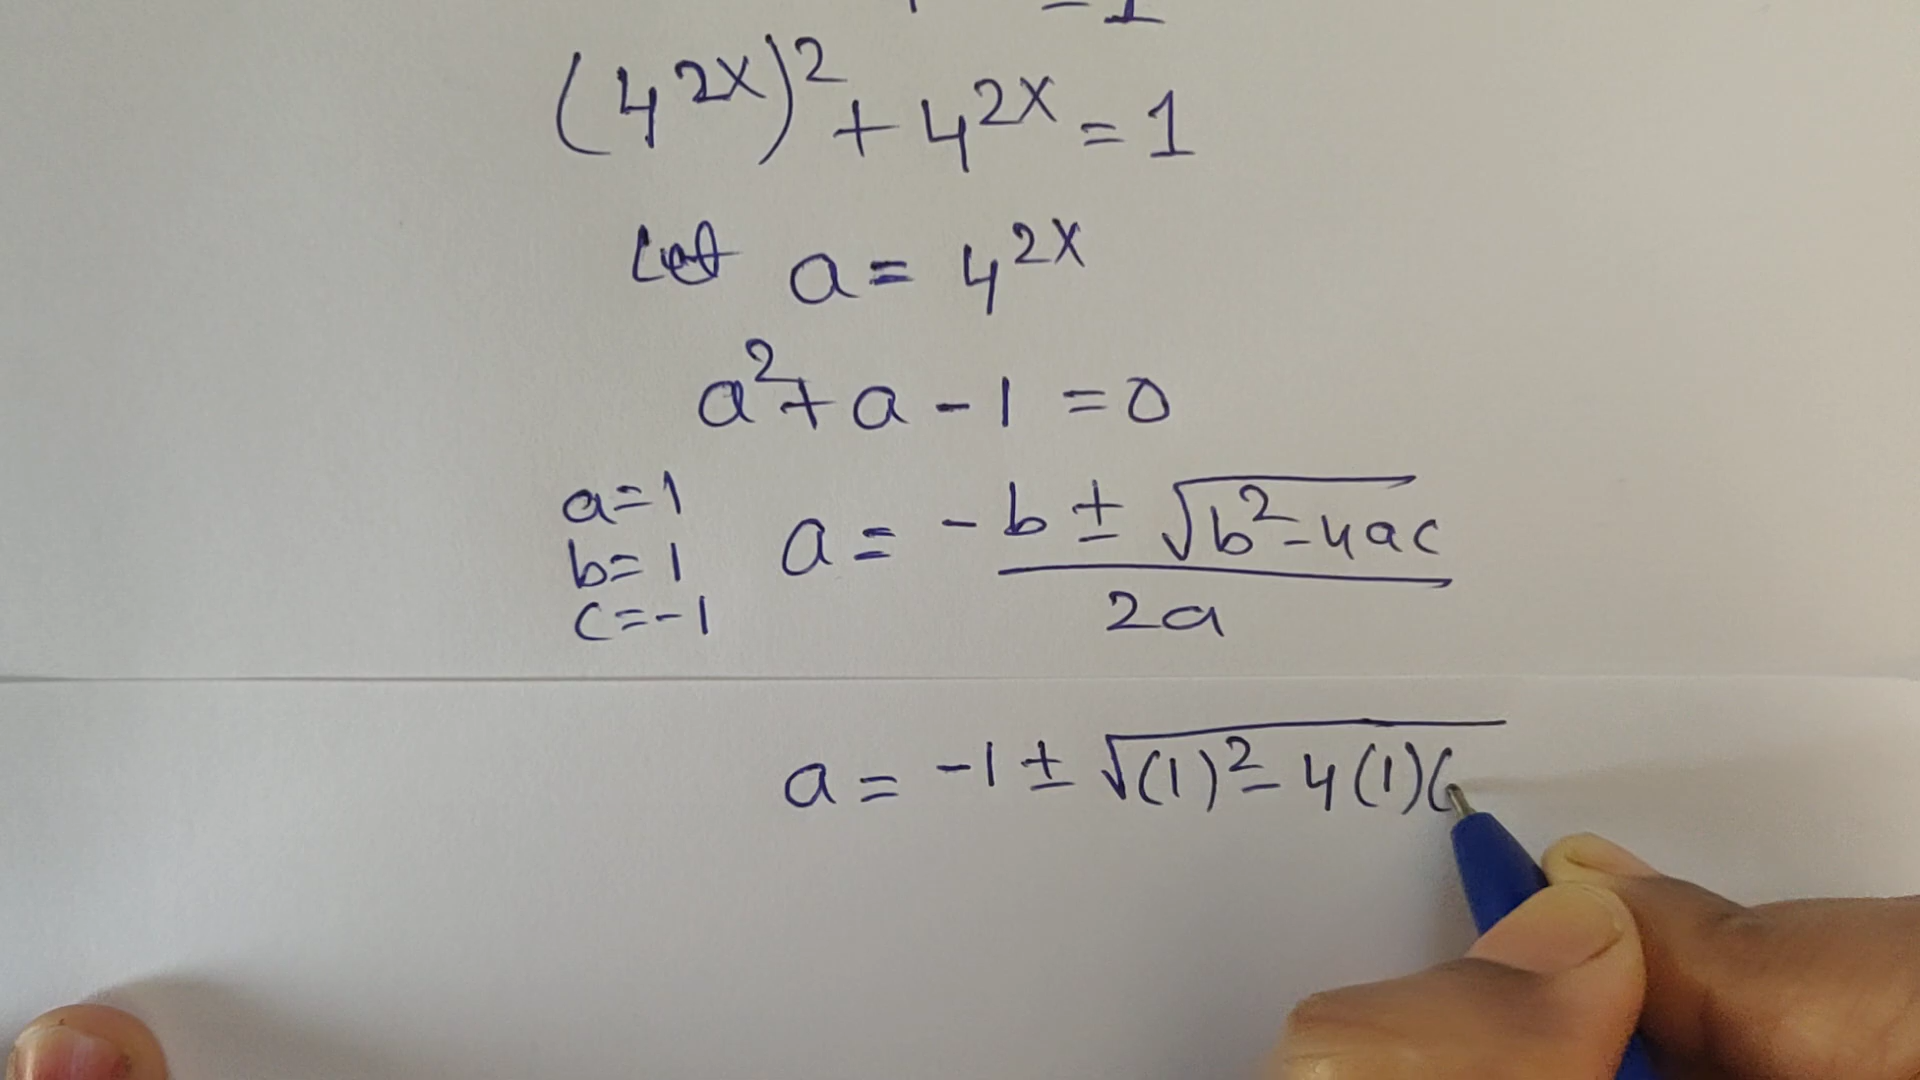 = 1
(4^2x)^2 + 4^2x = 1
Let a = 4^2x
a^2 + a - 1 = 0
a=1
b=1
c=-1
a = -b ± √b^2-4ac / 2a
a = -1 ± √(1)^2 - 4(1)(